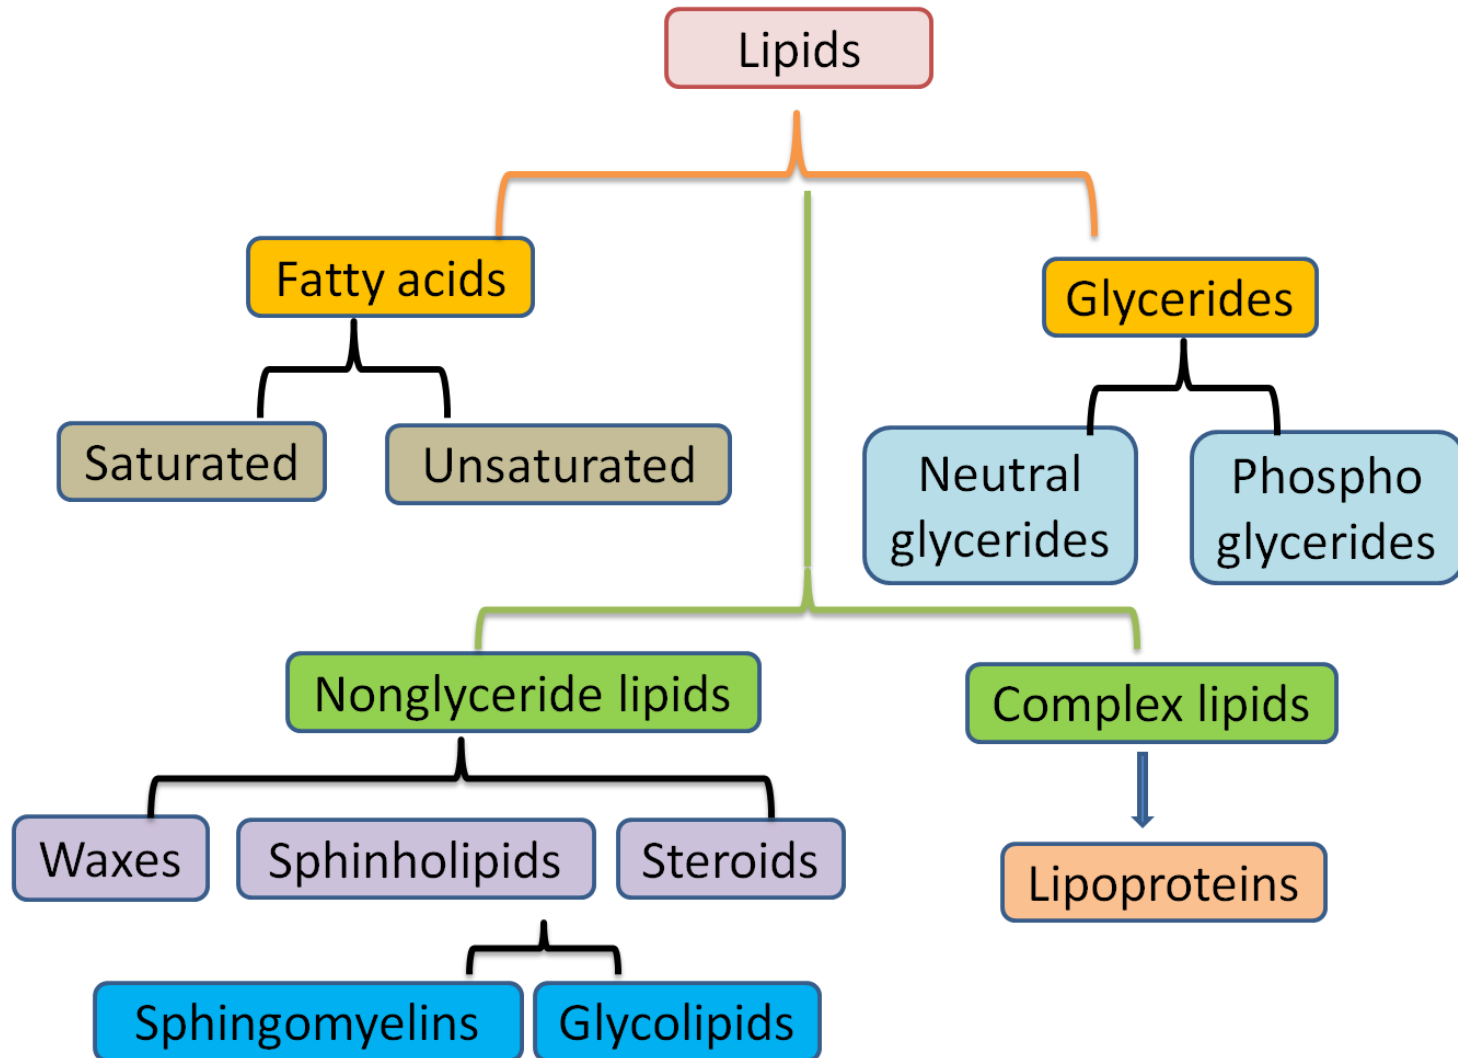 Lipids
Fatty acids
Glycerides
Saturated
Unsaturated
Neutral
glycerides
Phospho
glycerides
Nonglyceride lipids
Complex lipids
Waxes
Sphinholipids
Steroids
Lipoproteins
Sphingomyelins
Glycolipids